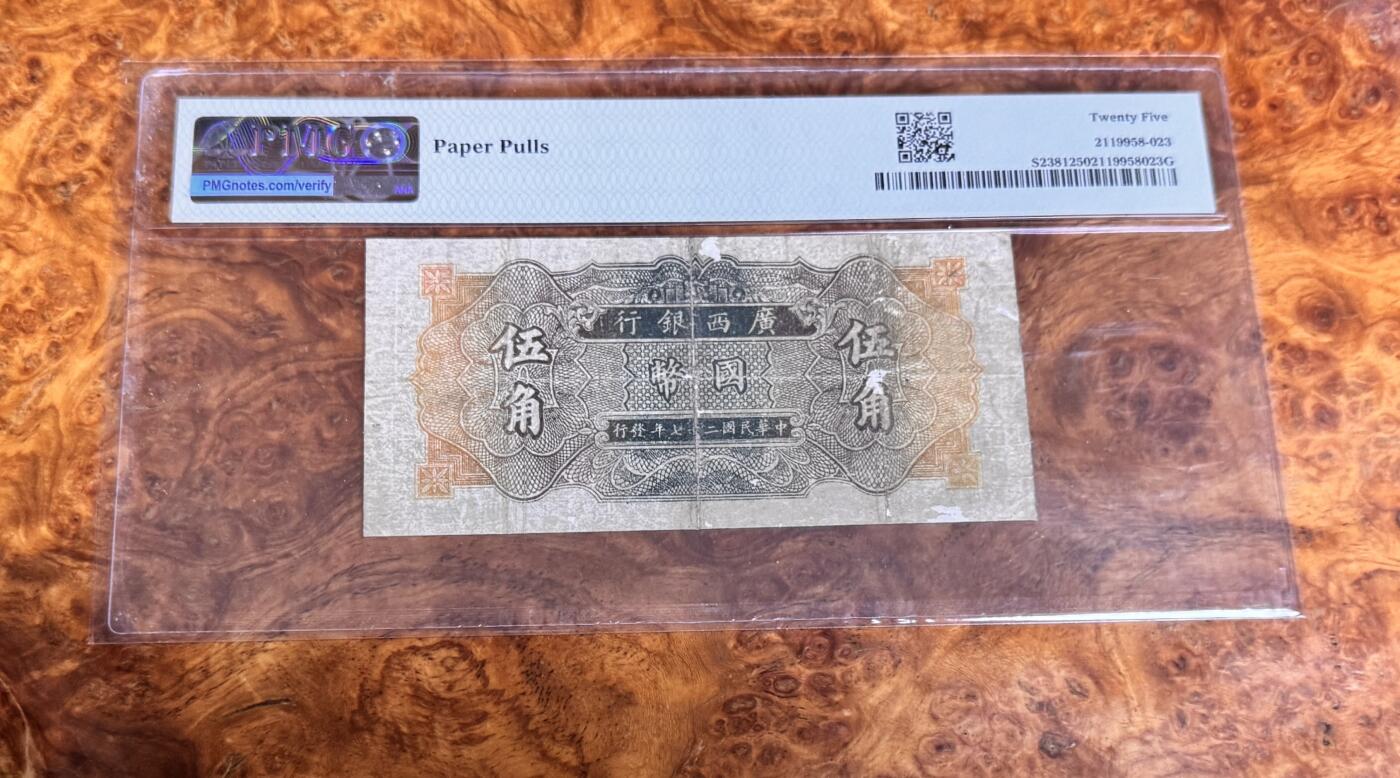 PMG
PMGnotes.com/verify
ANA
Paper Pulls
Twenty Five
2119958-023
S23812502119958023G
廣西銀行
國幣
伍角
伍角
中華民國二十七年發行